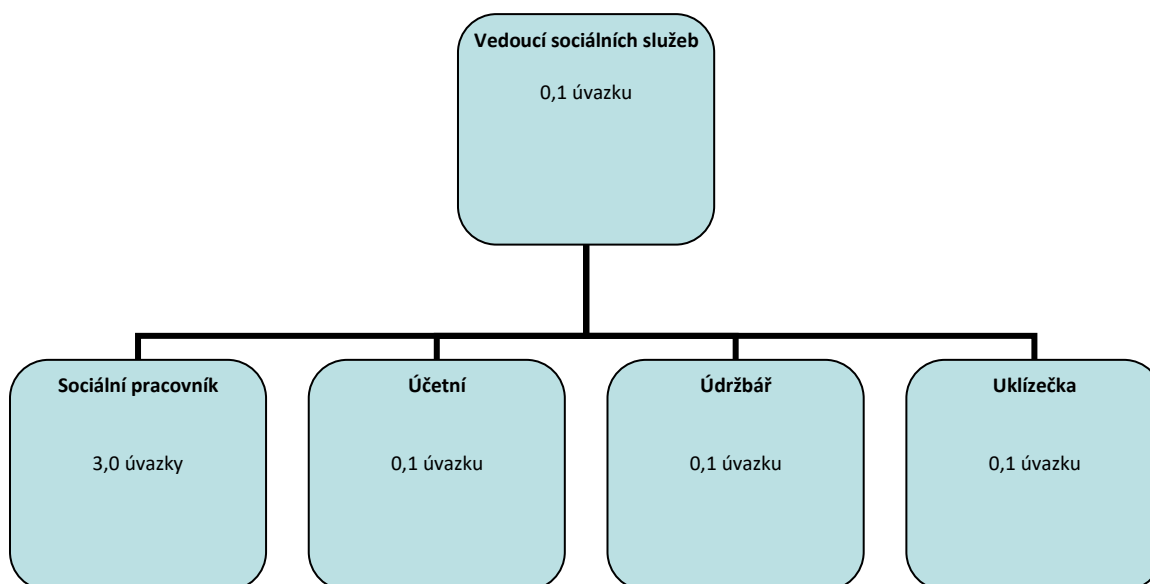 Vedoucí sociálních služeb
0,1 úvazku
Sociální pracovník
3,0 úvazky
Účetní
0,1 úvazku
Údržbář
0,1 úvazku
Uklízečka
0,1 úvazku